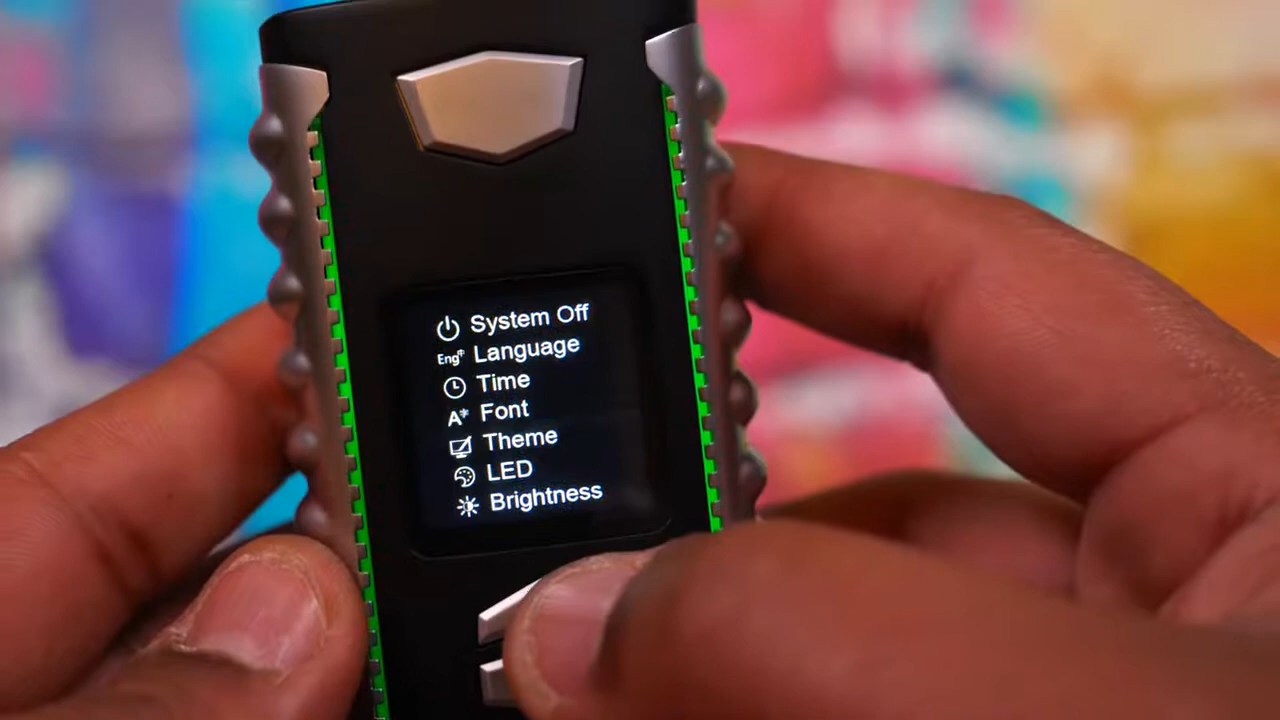 System Off
Eng Language
Time
A* Font
Theme
LED
Brightness